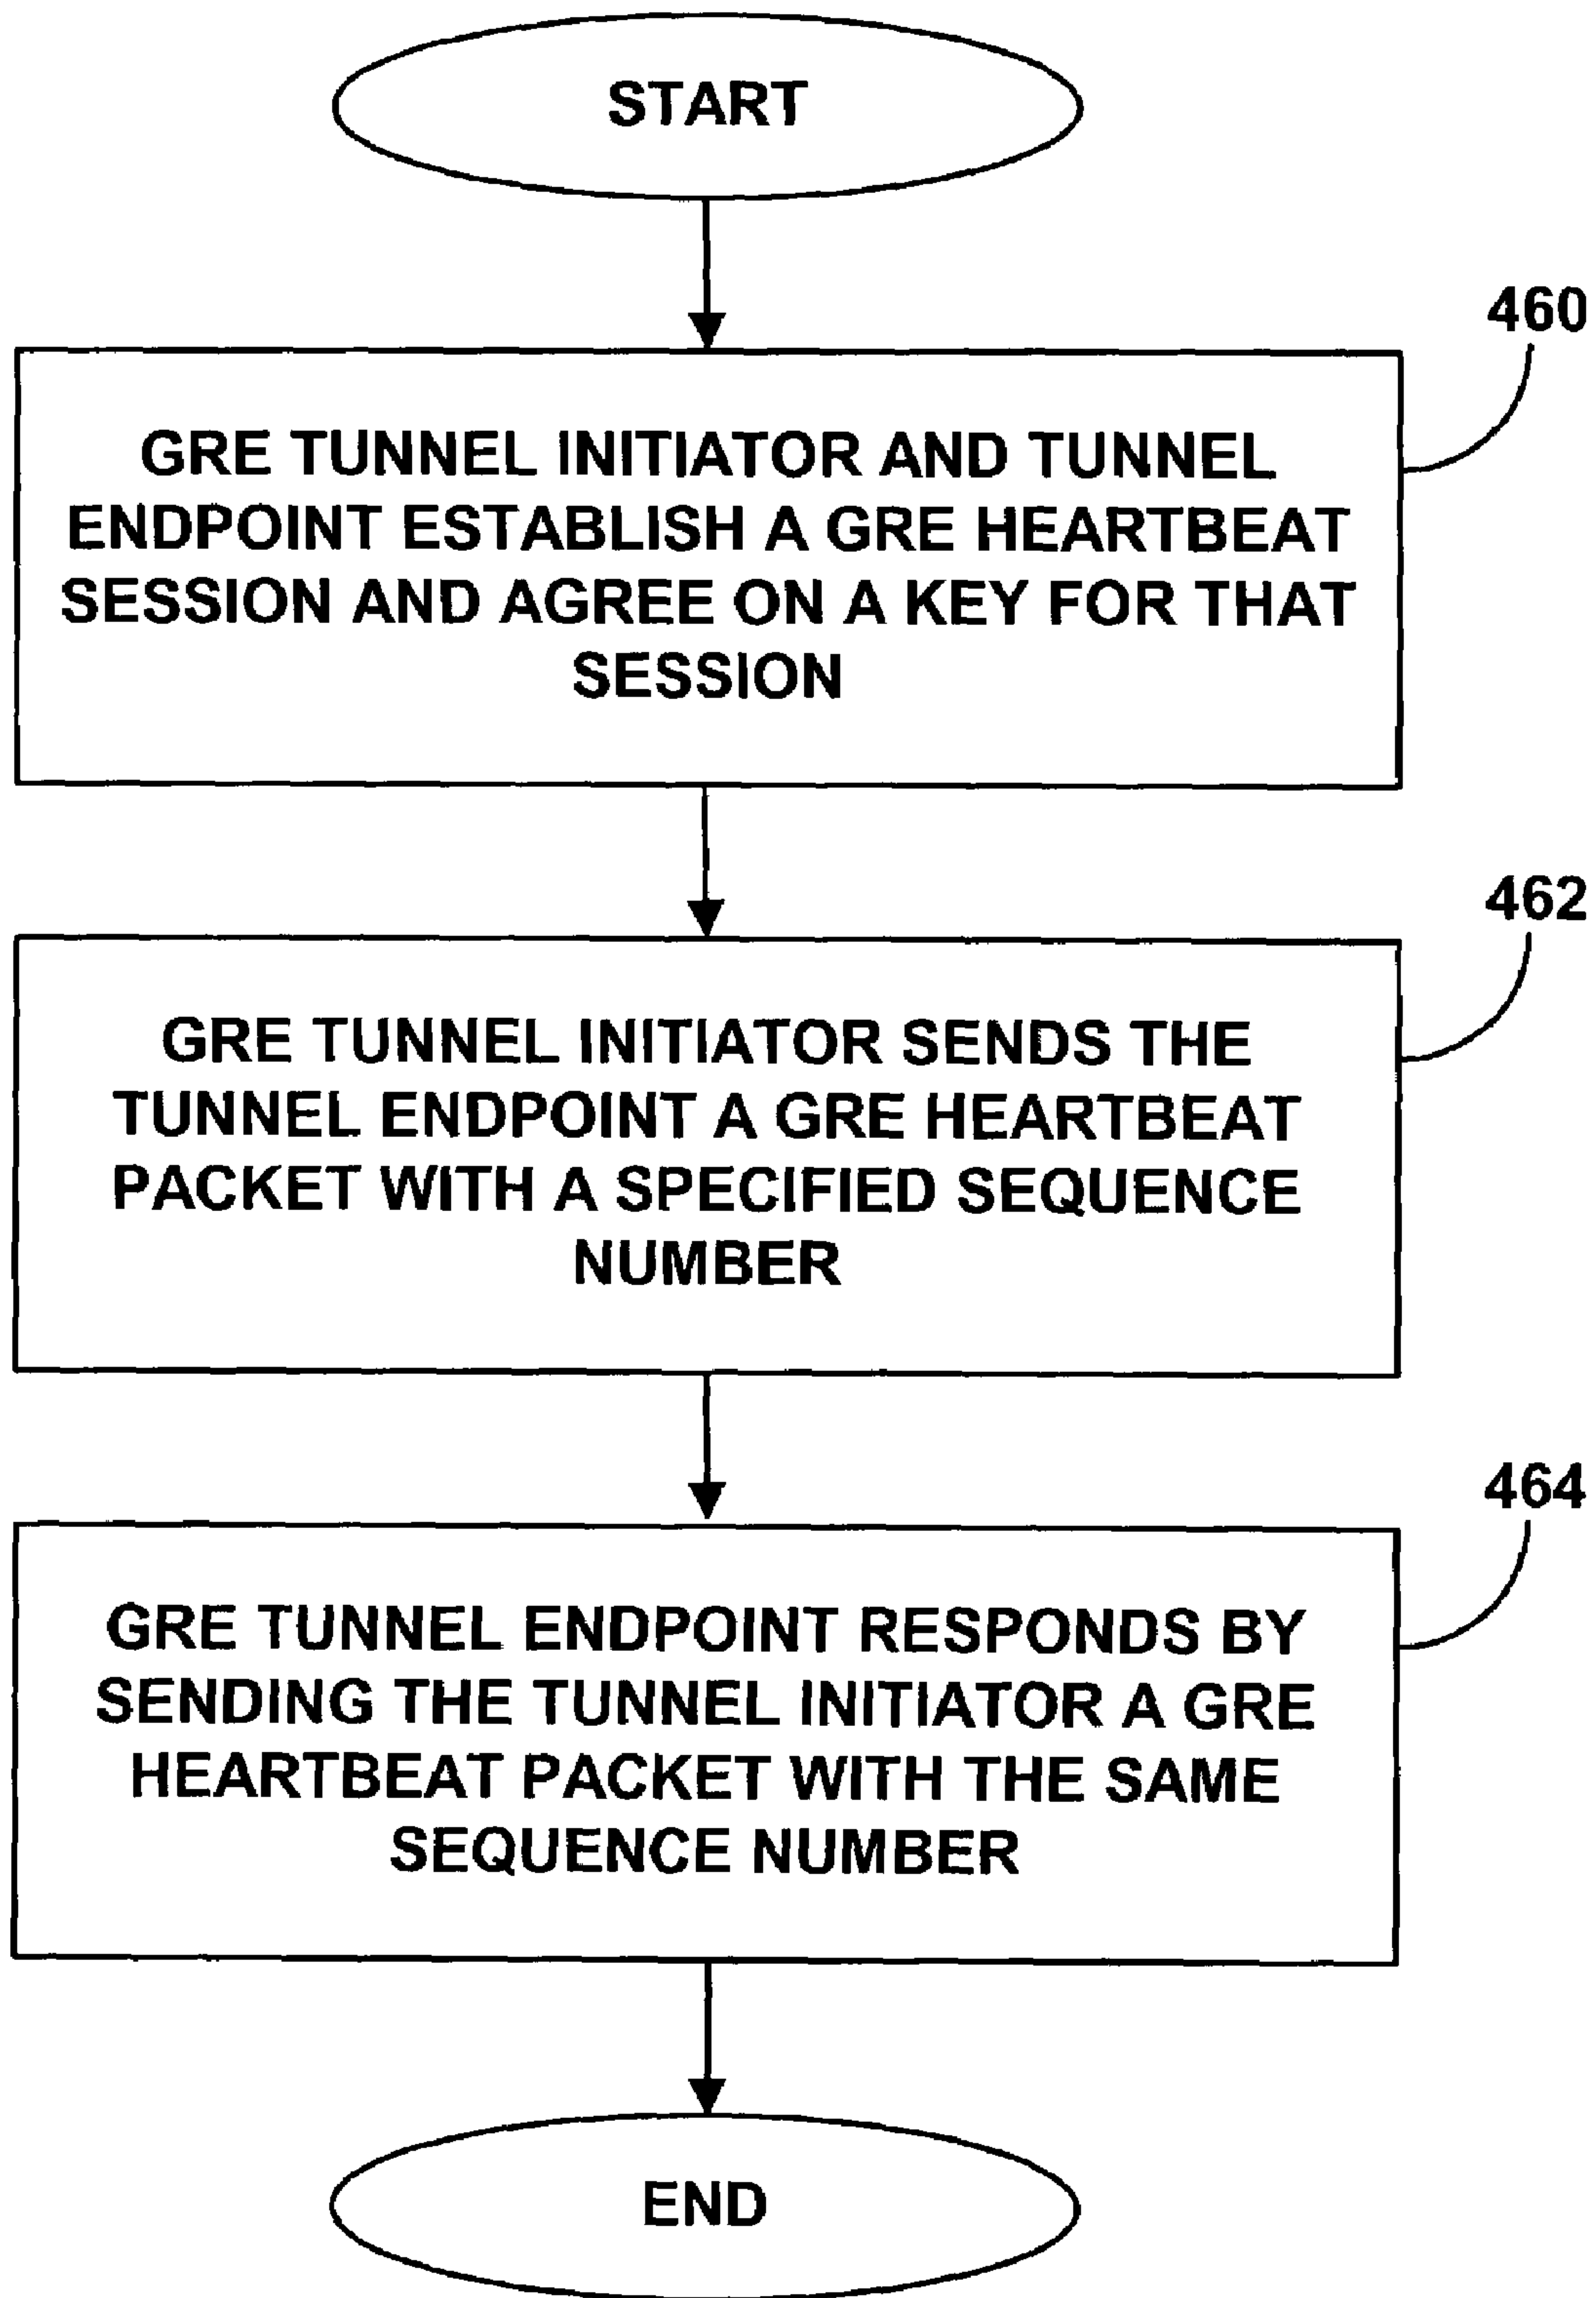 START
460
GRE TUNNEL INITIATOR AND TUNNEL
ENDPOINT ESTABLISH A GRE HEARTBEAT
SESSION AND AGREE ON A KEY FOR THAT
SESSION
462
GRE TUNNEL INITIATOR SENDS THE
TUNNEL ENDPOINT A GRE HEARTBEAT
PACKET WITH A SPECIFIED SEQUENCE
NUMBER
464
GRE TUNNEL ENDPOINT RESPONDS BY
SENDING THE TUNNEL INITIATOR A GRE
HEARTBEAT PACKET WITH THE SAME
SEQUENCE NUMBER
END